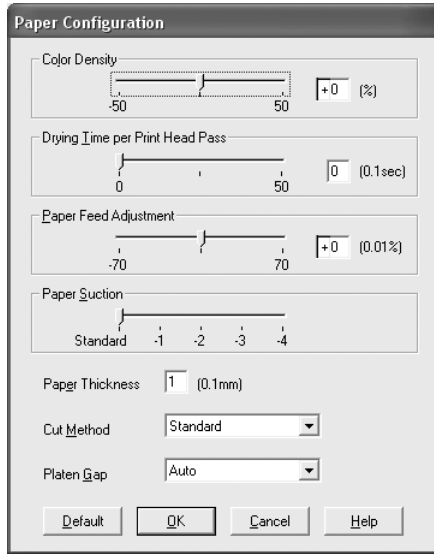 Paper Configuration
Color Density
+0 (%)
-50 50
Drying Time per Print Head Pass
0 (0.1sec)
0 50
Paper Feed Adjustment
+0 (0.01%)
-70 70
Paper Suction
Standard -1 -2 -3 -4
Paper Thickness 1 (0.1mm)
Cut Method Standard
Platen Gap Auto
Default OK Cancel Help